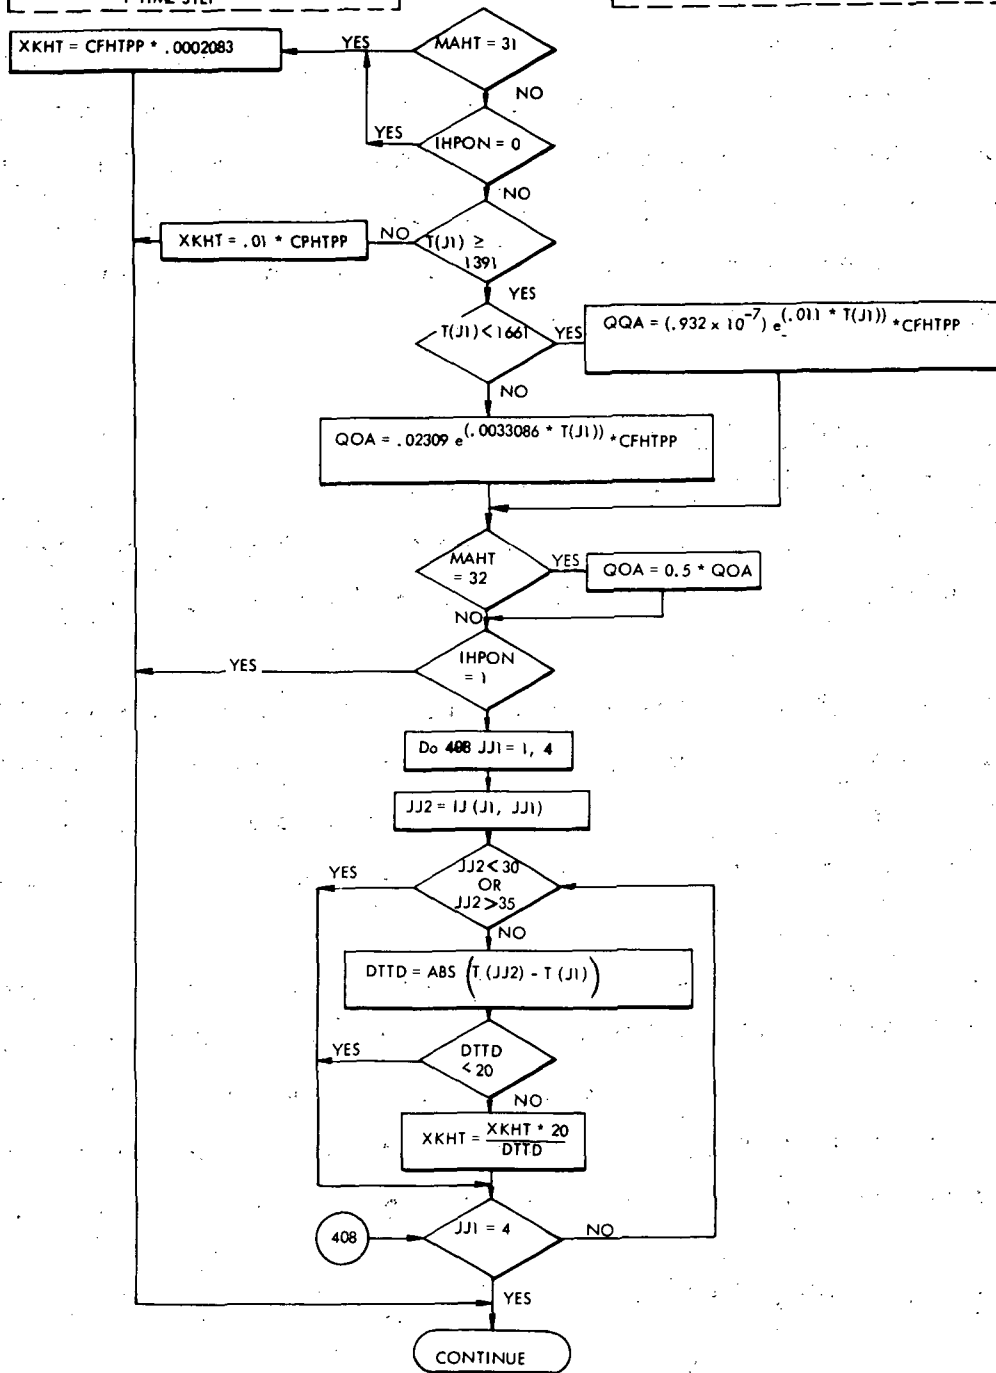 1 TIME STEP
XKHT = CFHTPP * .0002083
YES
MAHT = 31
NO
YES
IHPON = 0
NO
XKHT = .01 * CPHTPP
NO
T(J1) ≥
1391
YES
T(J1) < 1661
YES
QQA = (.932 x 10^-7) e^(.011 * T(J1)) * CFHTPP
NO
QOA = .02309 e^(.0033086 * T(J1)) * CFHTPP
MAHT
= 32
YES
QOA = 0.5 * QOA
NO
YES
IHPON
= 1
Do 408 JJ1 = 1, 4
JJ2 = IJ (J1, JJ1)
YES
JJ2 < 30
OR
JJ2 > 35
NO
DTTD = ABS (T (JJ2) - T (J1))
YES
DTTD
< 20
NO
XKHT = XKHT * 20
DTTD
408
JJ1 = 4
NO
YES
CONTINUE